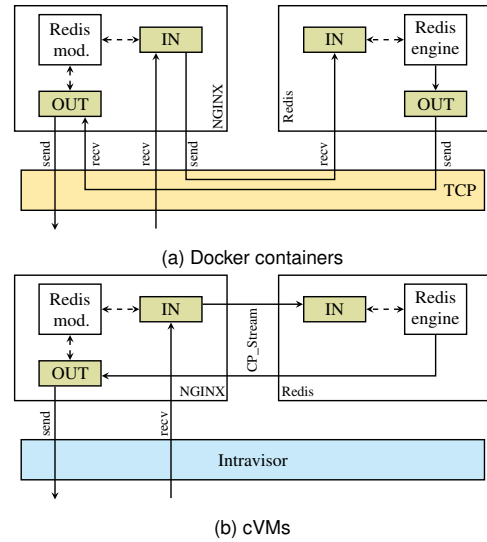 Redis
mod.
IN
OUT
NGINX
IN
Redis
engine
OUT
Redis
send
recv
recv
send
recv
send
TCP
(a) Docker containers
Redis
mod.
IN
OUT
NGINX
CP_Stream
IN
Redis
engine
Redis
send
recv
Intravisor
(b) cVMs